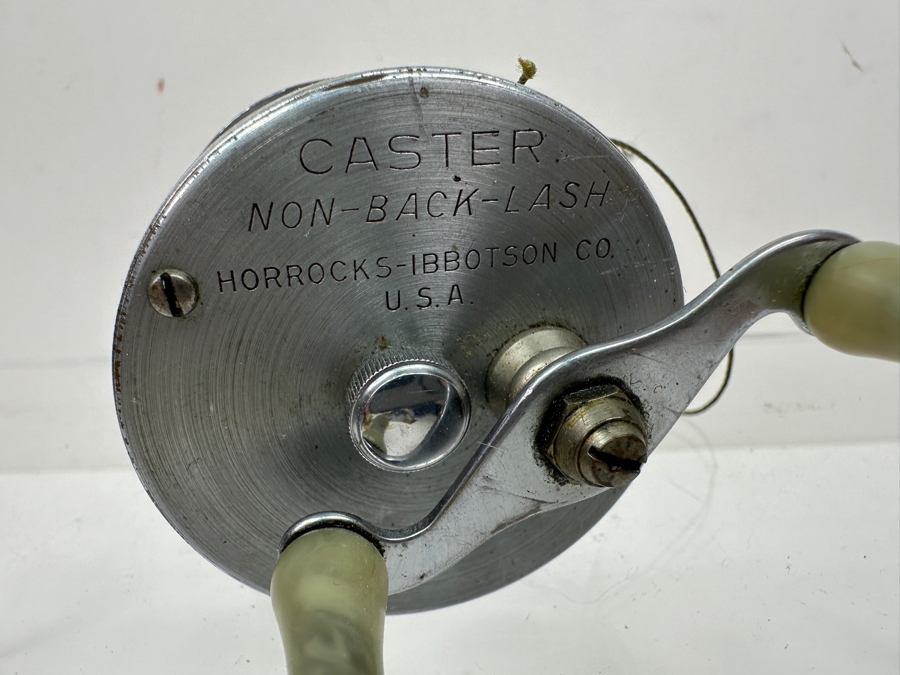 CASTER.
NON-BACK-LASH
HORROCKS-IBBOTSON CO.
U.S.A.